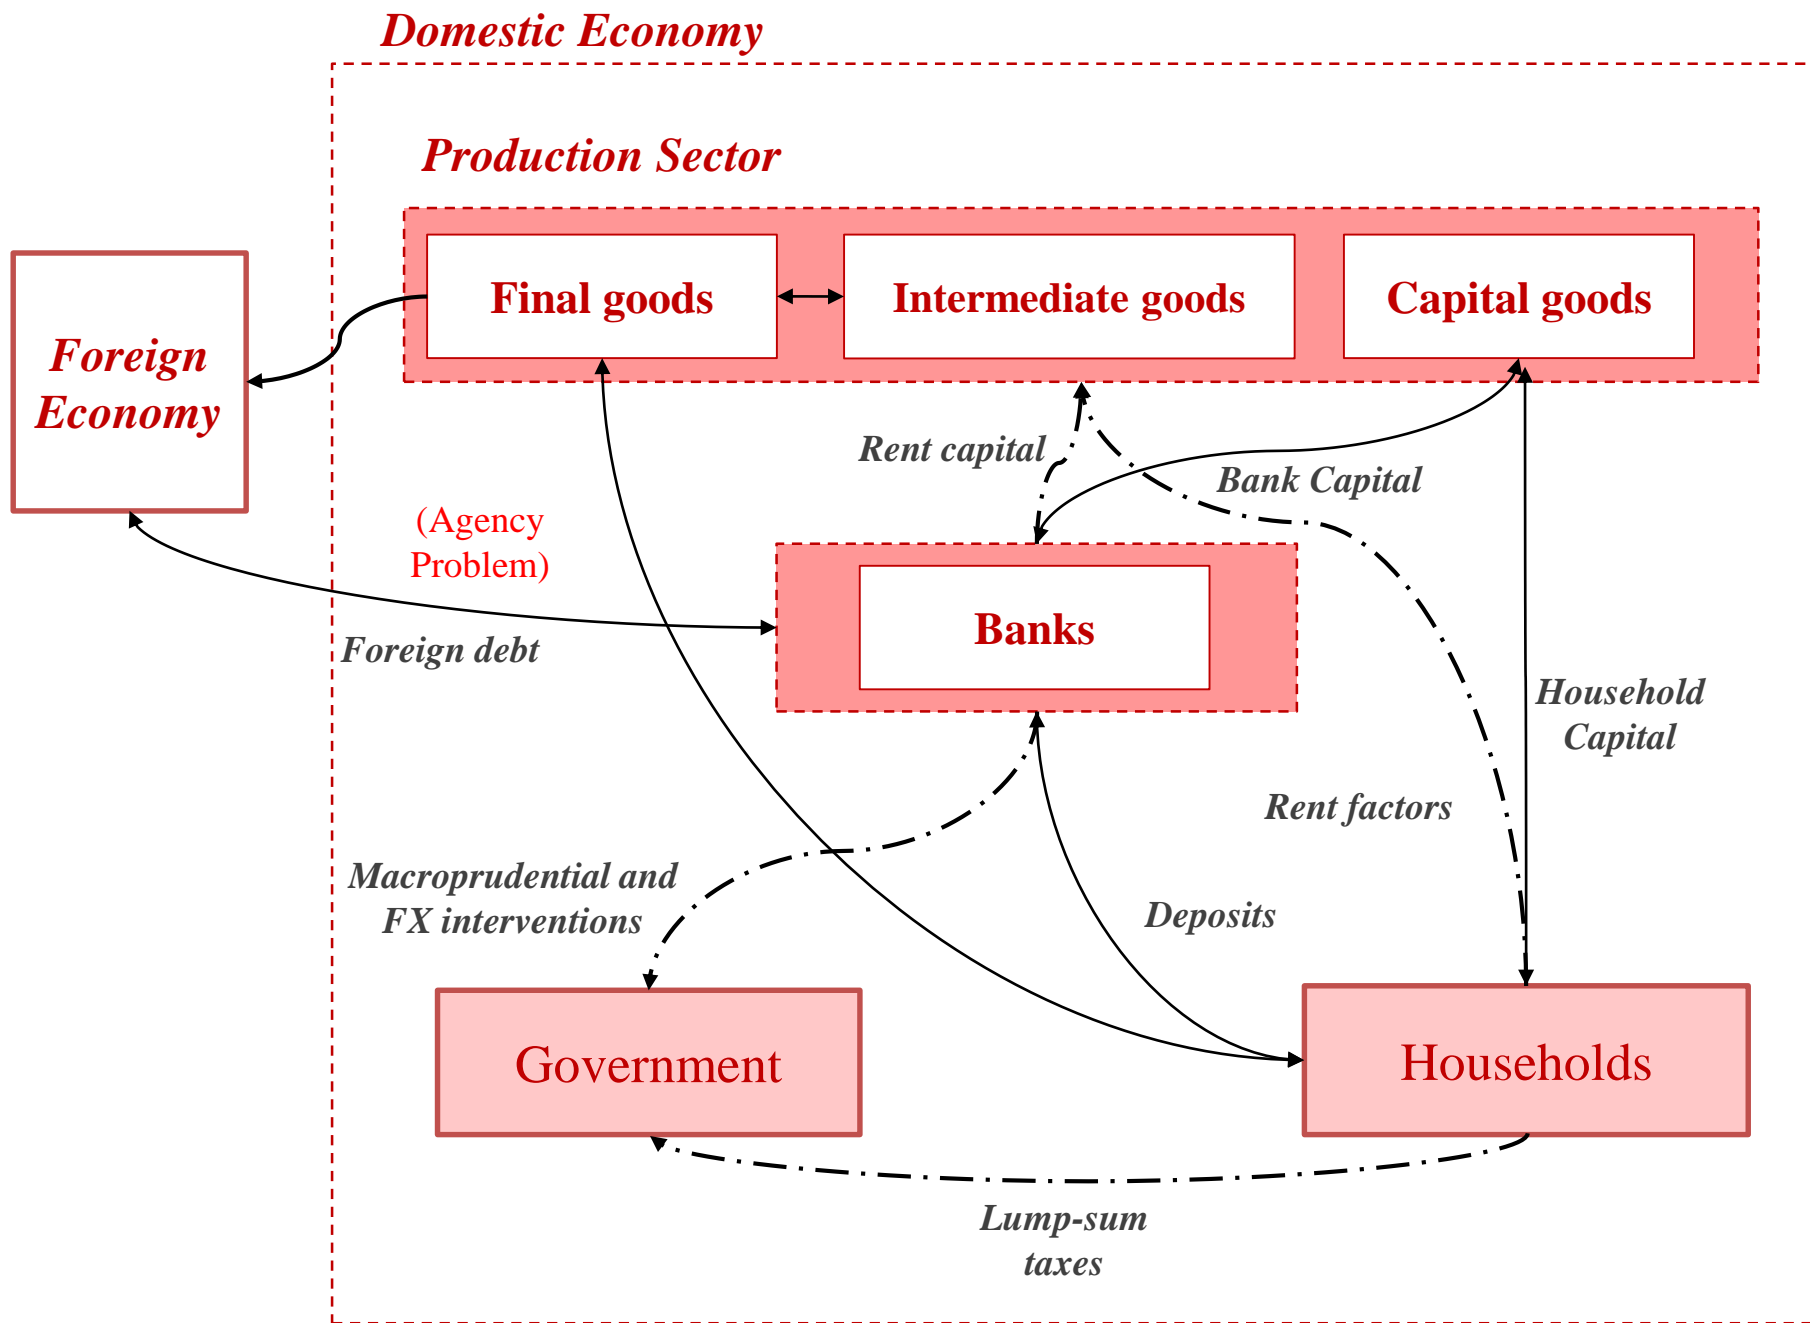 Domestic Economy
Production Sector
Final goods
Intermediate goods
Capital goods
Foreign
Economy
Rent capital
Bank Capital
(Agency
Problem)
Banks
Foreign debt
Household
Capital
Rent factors
Macroprudential and
FX interventions
Deposits
Government
Households
Lump-sum
taxes